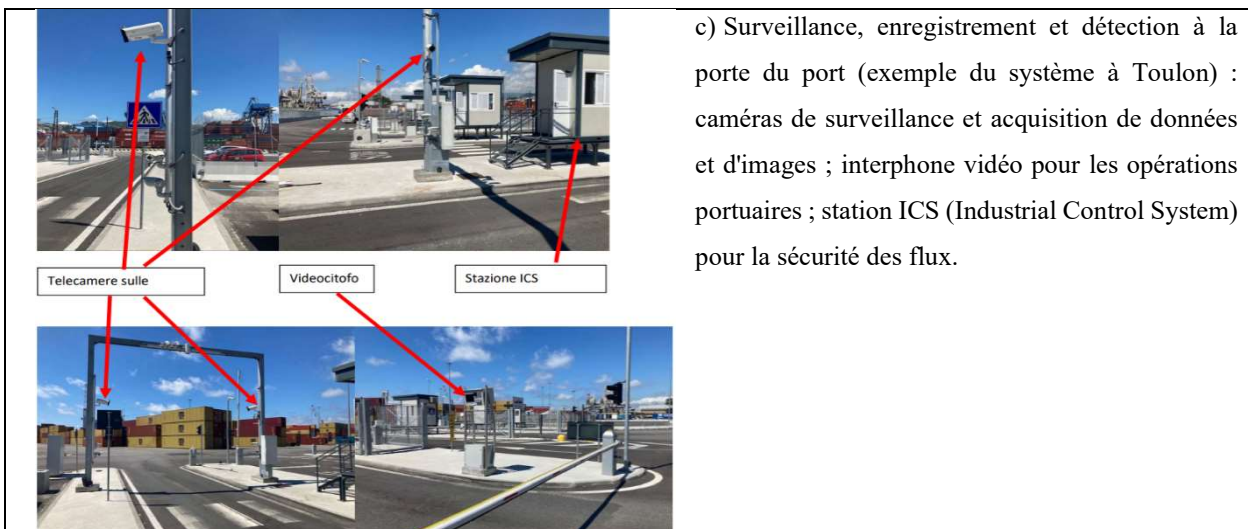 c) Surveillance, enregistrement et détection à la
porte du port (exemple du système à Toulon) :
caméras de surveillance et acquisition de données
et d'images ; interphone vidéo pour les opérations
portuaires ; station ICS (Industrial Control System)
pour la sécurité des flux.
Telecamere sulle
Videocitofo
Stazione ICS